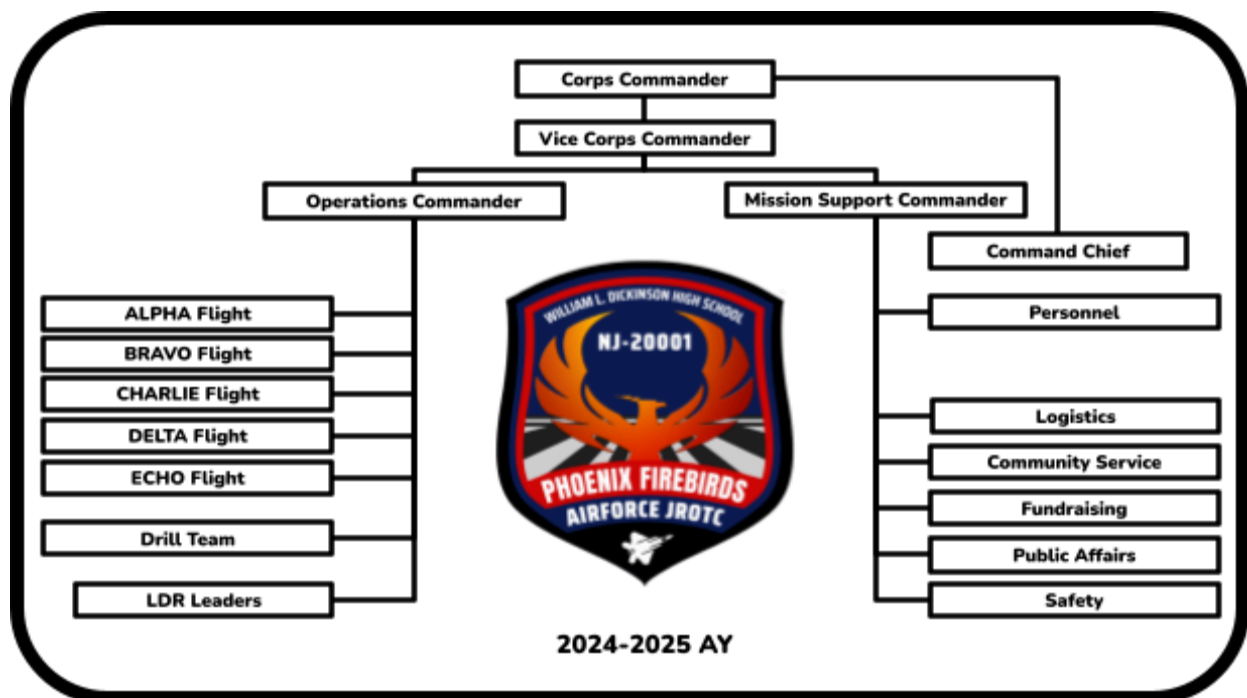 Corps Commander
Vice Corps Commander
Operations Commander
Mission Support Commander
Command Chief
ALPHA Flight
BRAVO Flight
CHARLIE Flight
DELTA Flight
ECHO Flight
Drill Team
LDR Leaders
WILLIAM L. DICKINSON HIGH SCHOOL
NJ-20001
PHOENIX FIREBIRDS
AIRFORCE JROTC
Personnel
Logistics
Community Service
Fundraising
Public Affairs
Safety
2024-2025 AY